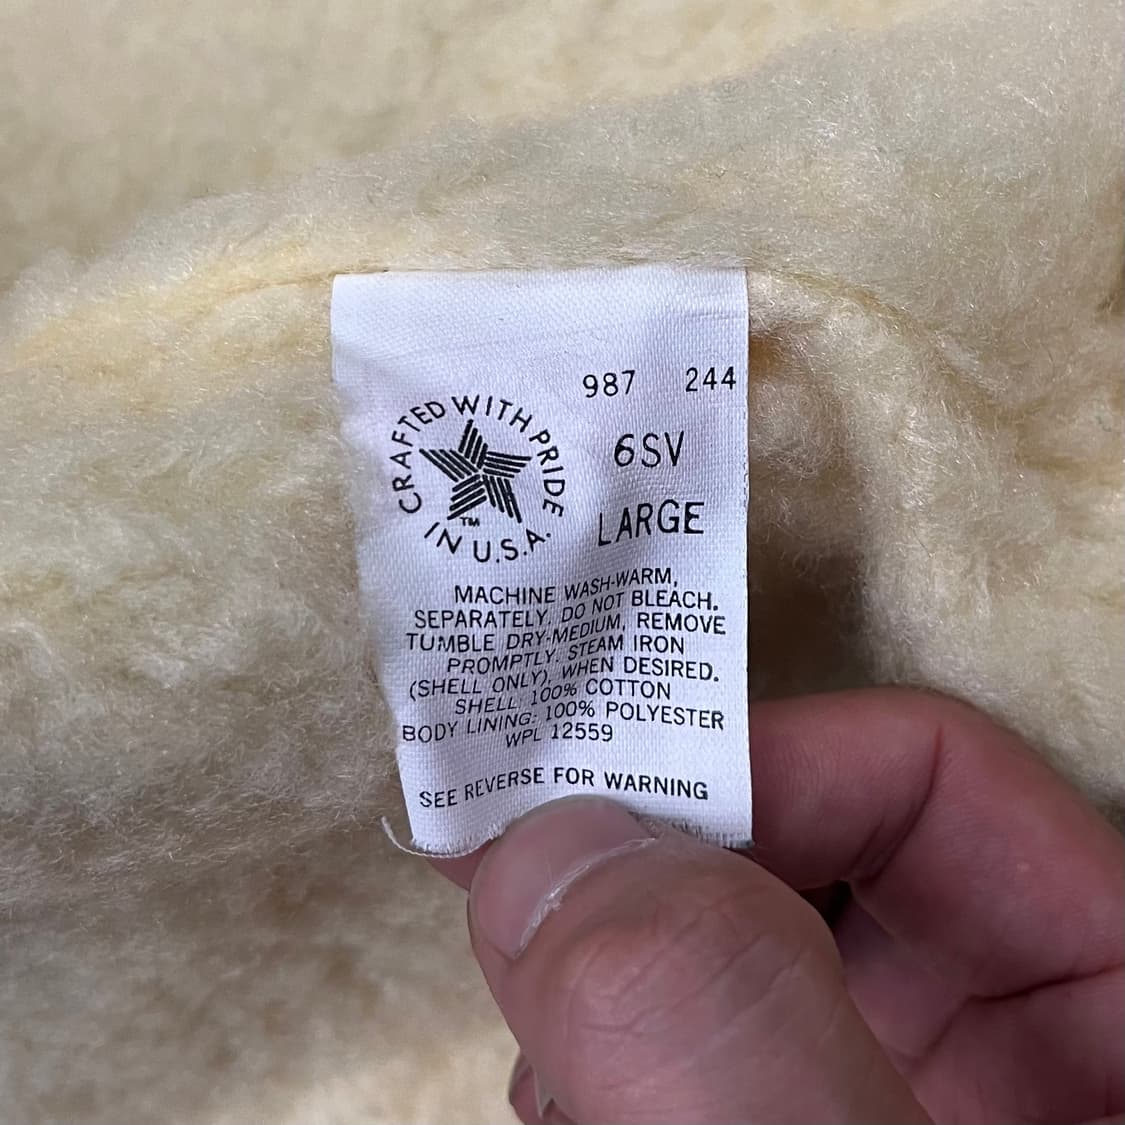 987 244
6SV
LARGE
CRAFTED WITH PRIDE
IN U.S.A.
TM
MACHINE WASH-WARM,
SEPARATELY. DO NOT BLEACH.
TUMBLE DRY-MEDIUM, REMOVE
PROMPTLY. STEAM IRON
(SHELL ONLY), WHEN DESIRED.
SHELL: 100% COTTON
BODY LINING: 100% POLYESTER
WPL 12559
SEE REVERSE FOR WARNING